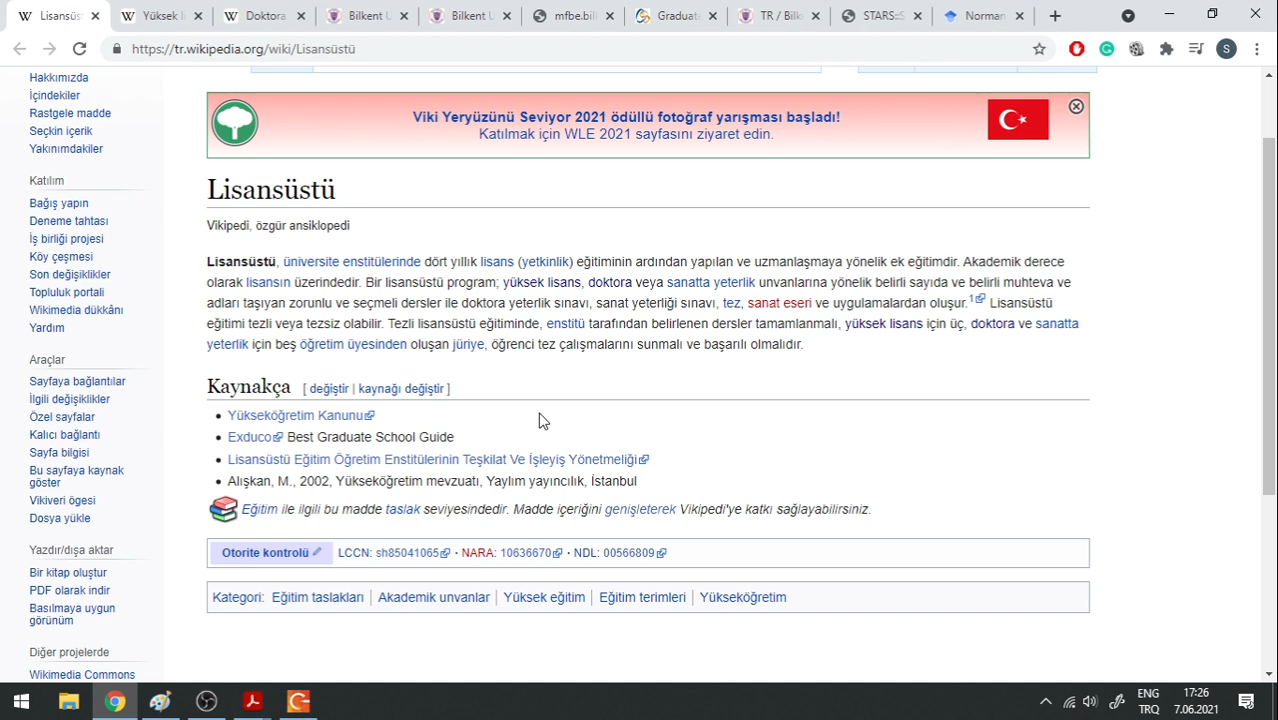 Lisansüst
Yüksek li
Doktora
Bilkent U
Bilkent U
mfbe.bil
Graduat
TR / Bilk
STARS=S
Norman
https://tr.wikipedia.org/wiki/Lisansüstü
S
Hakkımızda
İçindekiler
Rastgele madde
Seçkin içerik
Yakınımdakiler
Katılım
Bağış yapın
Deneme tahtası
İş birliği projesi
Köy çeşmesi
Son değişiklikler
Topluluk portali
Wikimedia dükkânı
Yardım
Araçlar
Sayfaya bağlantılar
İlgili değişiklikler
Özel sayfalar
Kalıcı bağlantı
Sayfa bilgisi
Bu sayfaya kaynak
göster
Vikiveri ögesi
Dosya yükle
Yazdır/dışa aktar
Bir kitap oluştur
PDF olarak indir
Basılmaya uygun
görünüm
Diğer projelerde
Wikimedia Commons
Viki Yeryüzünü Seviyor 2021 ödüllü fotoğraf yarışması başladı!
Katılmak için WLE 2021 sayfasını ziyaret edin.
Lisansüstü
Vikipedi, özgür ansiklopedi
Lisansüstü, üniversite enstitülerinde dört yıllık lisans (yetkinlik) eğitiminin ardından yapılan ve uzmanlaşmaya yönelik ek eğitimdir. Akademik derece
olarak lisansın üzerindedir. Bir lisansüstü program; yüksek lisans, doktora veya sanatta yeterlik unvanlarına yönelik belirli sayıda ve belirli muhteva ve
adları taşıyan zorunlu ve seçmeli dersler ile doktora yeterlik sınavı, sanat yeterliği sınavı, tez, sanat eseri ve uygulamalardan oluşur.1 Lisansüstü
eğitimi tezli veya tezsiz olabilir. Tezli lisansüstü eğitiminde, enstitü tarafından belirlenen dersler tamamlanmalı, yüksek lisans için üç, doktora ve sanatta
yeterlik için beş öğretim üyesinden oluşan jüriye, öğrenci tez çalışmalarını sunmalı ve başarılı olmalıdır.
Kaynakça [ değiştir | kaynağı değiştir ]
Yükseköğretim Kanunu
Exduco Best Graduate School Guide
Lisansüstü Eğitim Öğretim Enstitülerinin Teşkilat Ve İşleyiş Yönetmeliği
Alışkan, M., 2002, Yükseköğretim mevzuatı, Yaylım yayıncılık, İstanbul
Eğitim ile ilgili bu madde taslak seviyesindedir. Madde içeriğini genişleterek Vikipedi'ye katkı sağlayabilirsiniz.
Otorite kontrolü LCCN: sh85041065 · NARA: 10636670 · NDL: 00566809
Kategori: Eğitim taslakları | Akademik unvanlar | Yüksek eğitim | Eğitim terimleri | Yükseköğretim
ENG
TRQ
17:26
7.06.2021